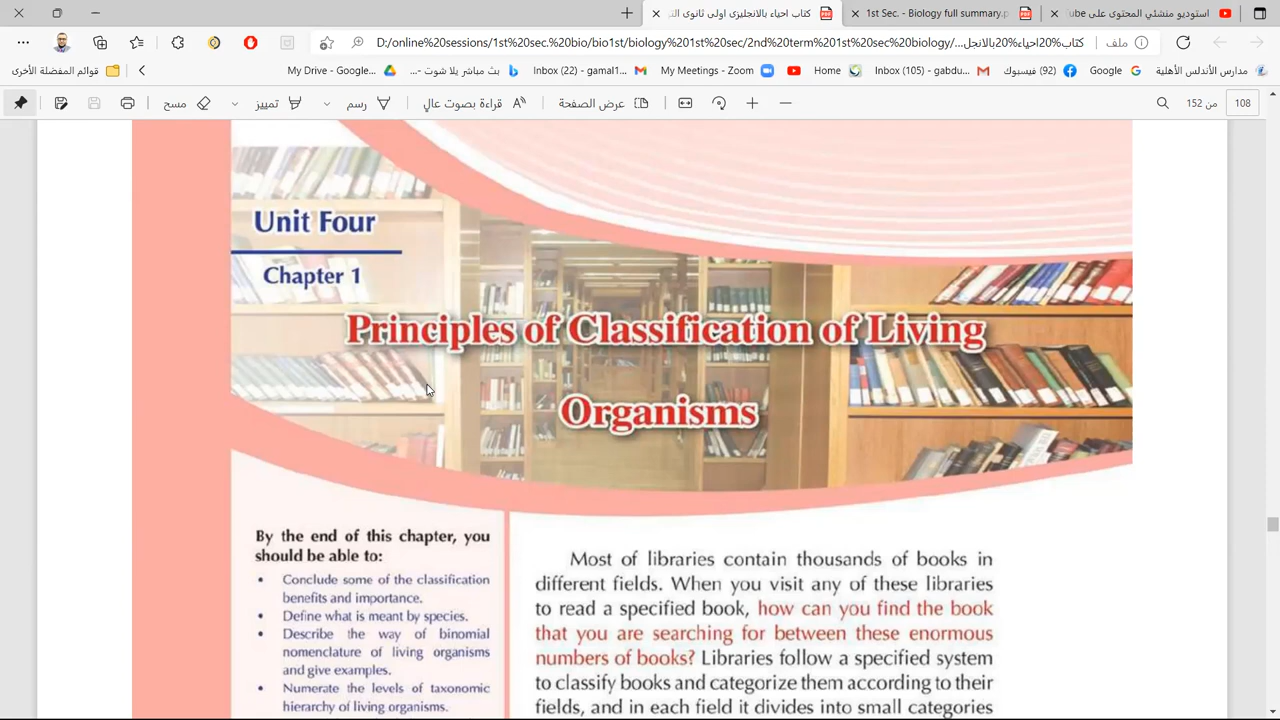 كتاب احياء بالانجليزى اولى ثانوى الت
1st Sec. - Biology full summary.p
استوديو منشئي المحتوى على Tube
D:/online%20sessions/1st%20sec.%20bio/bio1st/biology%201st%20sec/2nd%20term%201st%20sec%20biology/...كتاب%20احياء%20بالانجل
ملف
قوائم المفضلة الأخرى
My Drive - Google...
بث مباشر يلا شوت -...
Inbox (22) - gamal1...
My Meetings - Zoom
Home
Inbox (105) - gabdu...
(92) فيسبوك
Google
مدارس الأندلس الأهلية
مسح
تمييز
رسم
قراءة بصوت عالٍ
عرض الصفحة
من 152
108
Unit Four
Chapter 1
Principles of Classification of Living
Organisms
By the end of this chapter, you
should be able to:
• Conclude some of the classification
benefits and importance.
• Define what is meant by species.
• Describe the way of binomial
nomenclature of living organisms
and give examples.
• Numerate the levels of taxonomic
hierarchy of living organisms.
Most of libraries contain thousands of books in
different fields. When you visit any of these libraries
to read a specified book, how can you find the book
that you are searching for between these enormous
numbers of books? Libraries follow a specified system
to classify books and categorize them according to their
fields, and in each field it divides into small categories